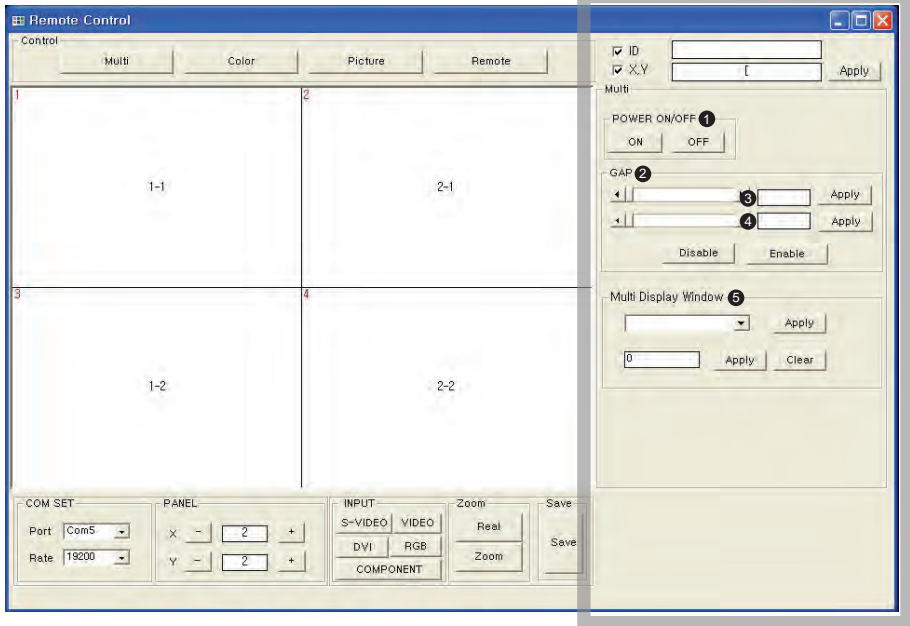 Remote Control
Control
Multi Color Picture Remote
ID
X,Y [ Apply
Multi
POWER ON/OFF 1
ON OFF
GAP 2
3 Apply
4 Apply
Disable Enable
Multi Display Window 5
Apply
0 Apply Clear
1 2
1-1 2-1
3 4
1-2 2-2
COM SET
Port Com5
Rate 19200
PANEL
X - 2 +
Y - 2 +
INPUT
S-VIDEO VIDEO
DVI RGB
COMPONENT
Zoom
Real
Zoom
Save
Save